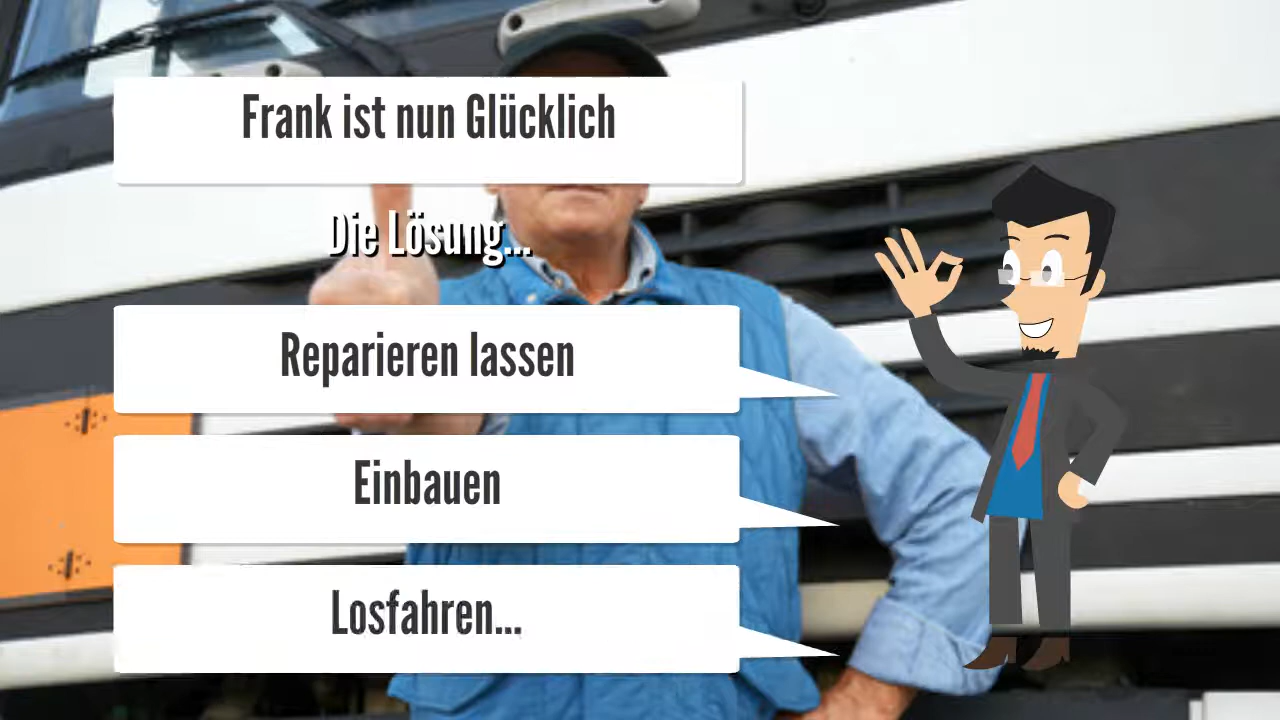 Frank ist nun Glücklich
Die Lösung...
Reparieren lassen
Einbauen
Losfahren...